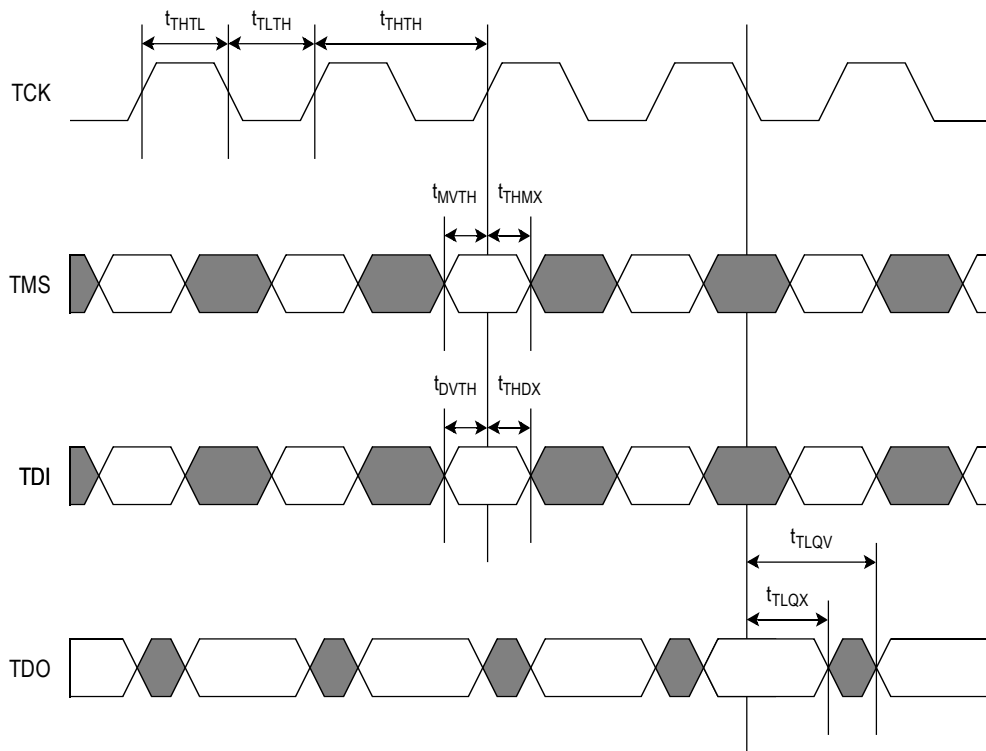 tTHTL tTLTH tTHTH
TCK
tMVTH tTHMX
TMS
tDVTH tTHDX
TDI
tTLQV
tTLQX
TDO